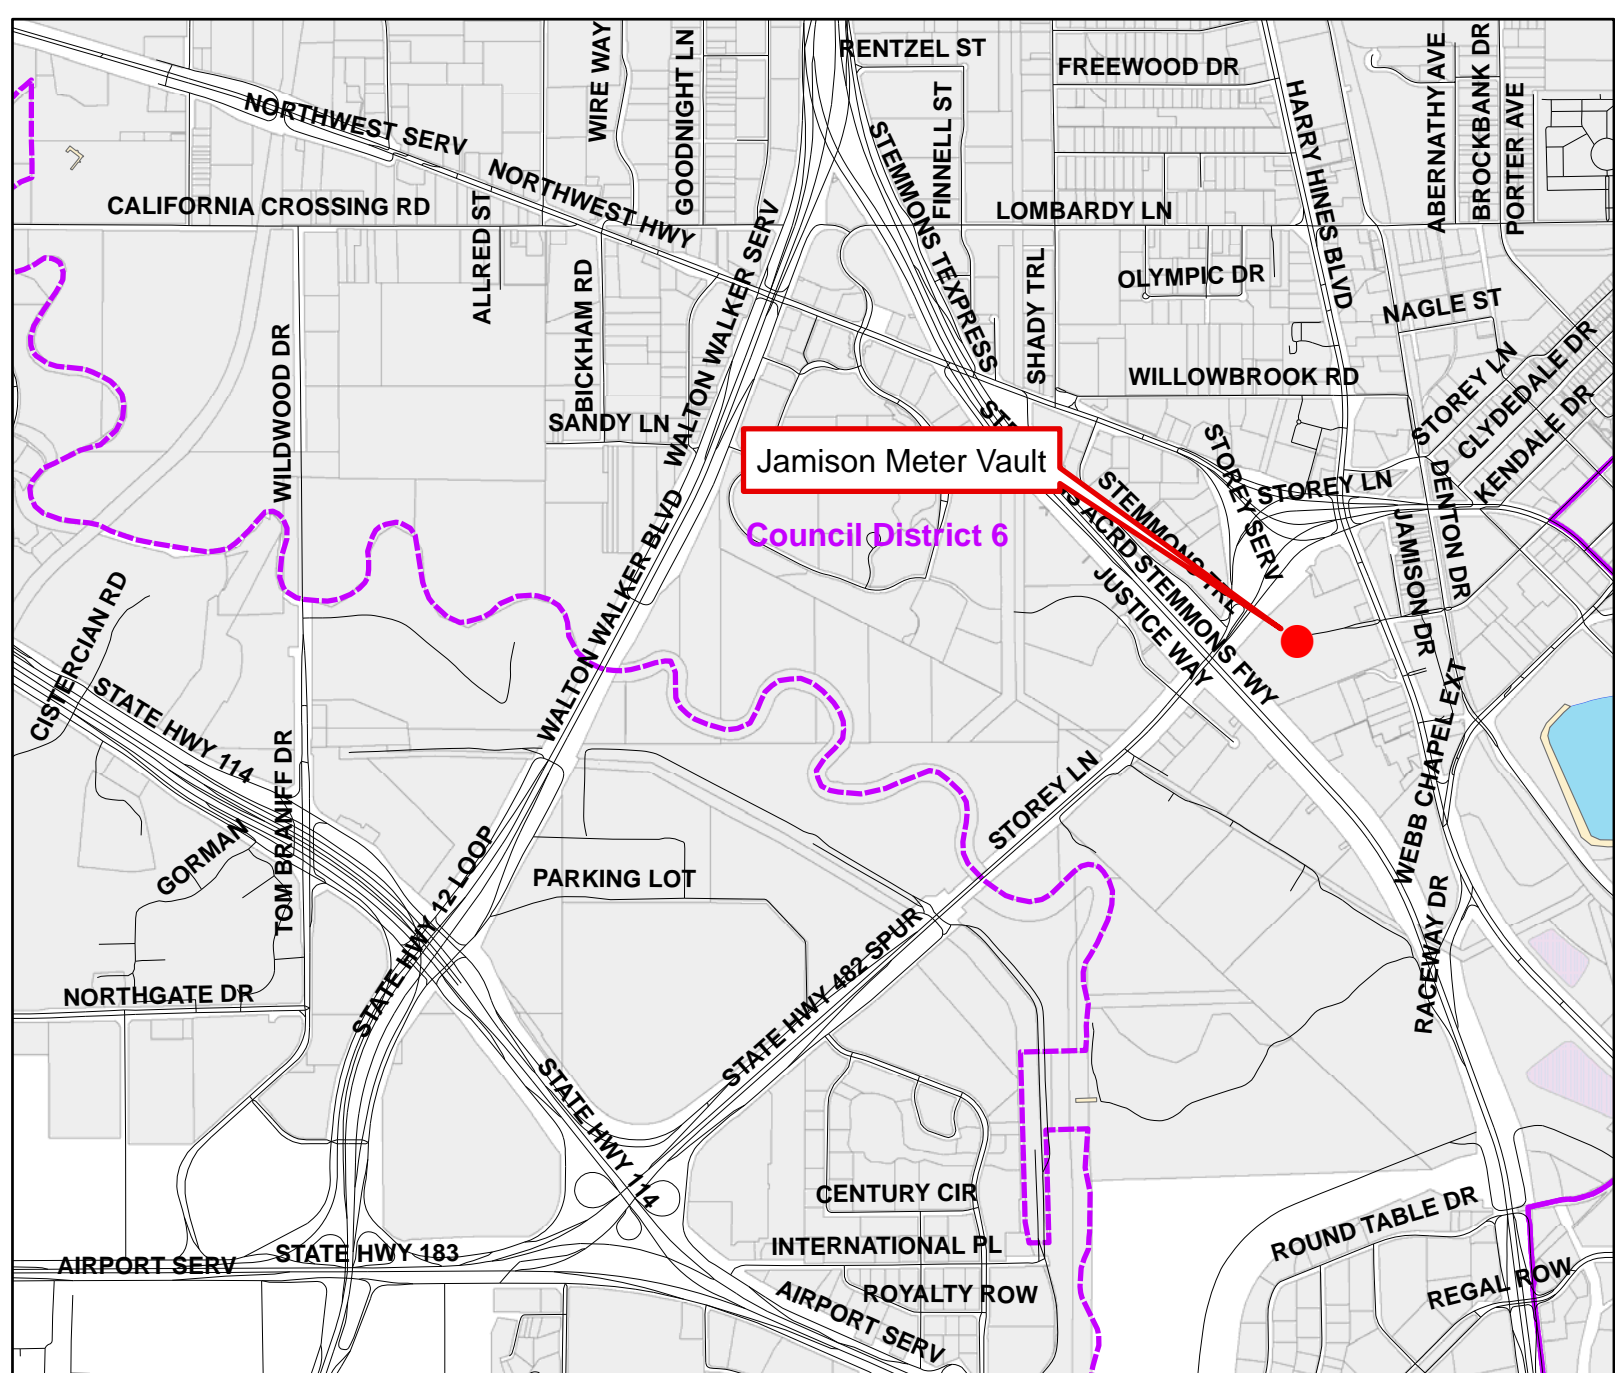 RENTZEL ST
FREEWOOD DR
WIRE WAY
GOODNIGHT LN
FINNELL ST
HARRY HINES BLVD
ABERNATHY AVE
BROCKBANK DR
PORTER AVE
NORTHWEST SERV
NORTHWEST HWY
STEMMONS TEXPRESS
CALIFORNIA CROSSING RD
ALLRED ST
LOMBARDY LN
WALTON WALKER SERV
BICKHAM RD
SHADY TRL
OLYMPIC DR
NAGLE ST
WILDWOOD DR
WILLOWBROOK RD
STOREY LN
CLYDEDALE DR
KENDALE DR
SANDY LN
Jamison Meter Vault
STOREY SERV
STOREY LN
DENTON DR
JAMISON DR
STEMMONS TRL
ACRD STEMMONS FWY
JUSTICE WAY
Council District 6
WALTON WALKER BLVD
CISTERCIAN RD
STATE HWY 114
TOM BRANIFF DR
GORMAN
WEBB CHAPEL EXT
STOREY LN
STATE HWY 12 LOOP
PARKING LOT
RACEWAY DR
STATE HWY 482 SPUR
NORTHGATE DR
STATE HWY 114
CENTURY CIR
ROUND TABLE DR
INTERNATIONAL PL
STATE HWY 183
AIRPORT SERV
ROYALTY ROW
REGAL ROW
AIRPORT SERV